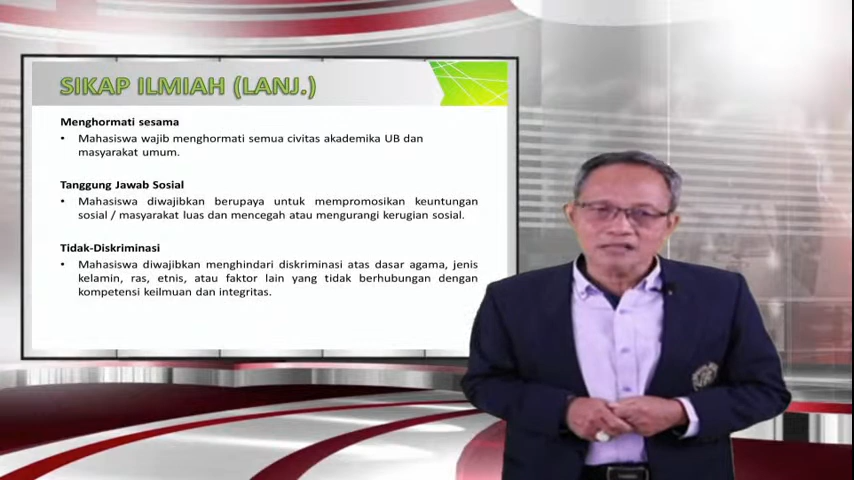 SIKAP ILMIAH (LANJ.)
Menghormati sesama
• Mahasiswa wajib menghormati semua civitas akademika UB dan
masyarakat umum.
Tanggung Jawab Sosial
• Mahasiswa diwajibkan berupaya untuk mempromosikan keuntungan
sosial / masyarakat luas dan mencegah atau mengurangi kerugian sosial.
Tidak-Diskriminasi
• Mahasiswa diwajibkan menghindari diskriminasi atas dasar agama, jenis
kelamin, ras, etnis, atau faktor lain yang tidak berhubungan dengan
kompetensi keilmuan dan integritas.